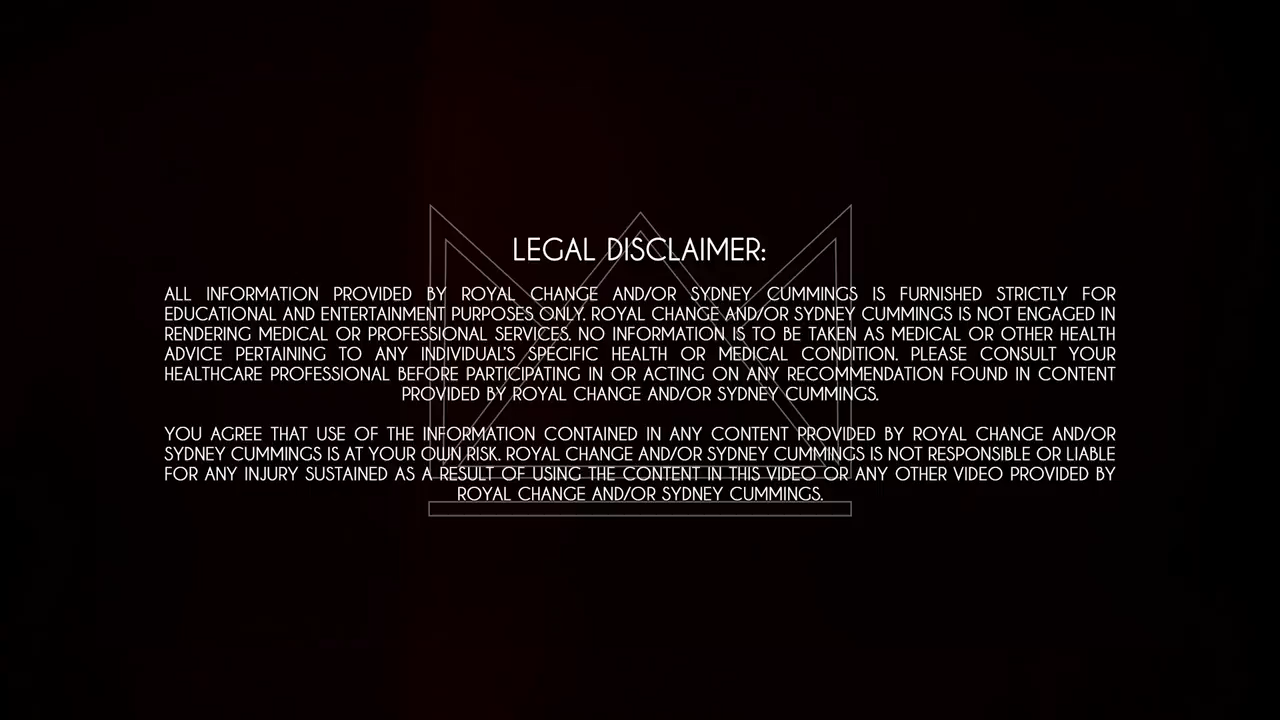 LEGAL DISCLAIMER:
ALL INFORMATION PROVIDED BY ROYAL CHANGE AND/OR SYDNEY CUMMINGS IS FURNISHED STRICTLY FOR
EDUCATIONAL AND ENTERTAINMENT PURPOSES ONLY. ROYAL CHANGE AND/OR SYDNEY CUMMINGS IS NOT ENGAGED IN
RENDERING MEDICAL OR PROFESSIONAL SERVICES. NO INFORMATION IS TO BE TAKEN AS MEDICAL OR OTHER HEALTH
ADVICE PERTAINING TO ANY INDIVIDUAL'S SPECIFIC HEALTH OR MEDICAL CONDITION. PLEASE CONSULT YOUR
HEALTHCARE PROFESSIONAL BEFORE PARTICIPATING IN OR ACTING ON ANY RECOMMENDATION FOUND IN CONTENT
PROVIDED BY ROYAL CHANGE AND/OR SYDNEY CUMMINGS.
YOU AGREE THAT USE OF THE INFORMATION CONTAINED IN ANY CONTENT PROVIDED BY ROYAL CHANGE AND/OR
SYDNEY CUMMINGS IS AT YOUR OWN RISK. ROYAL CHANGE AND/OR SYDNEY CUMMINGS IS NOT RESPONSIBLE OR LIABLE
FOR ANY INJURY SUSTAINED AS A RESULT OF USING THE CONTENT IN THIS VIDEO OR ANY OTHER VIDEO PROVIDED BY
ROYAL CHANGE AND/OR SYDNEY CUMMINGS.